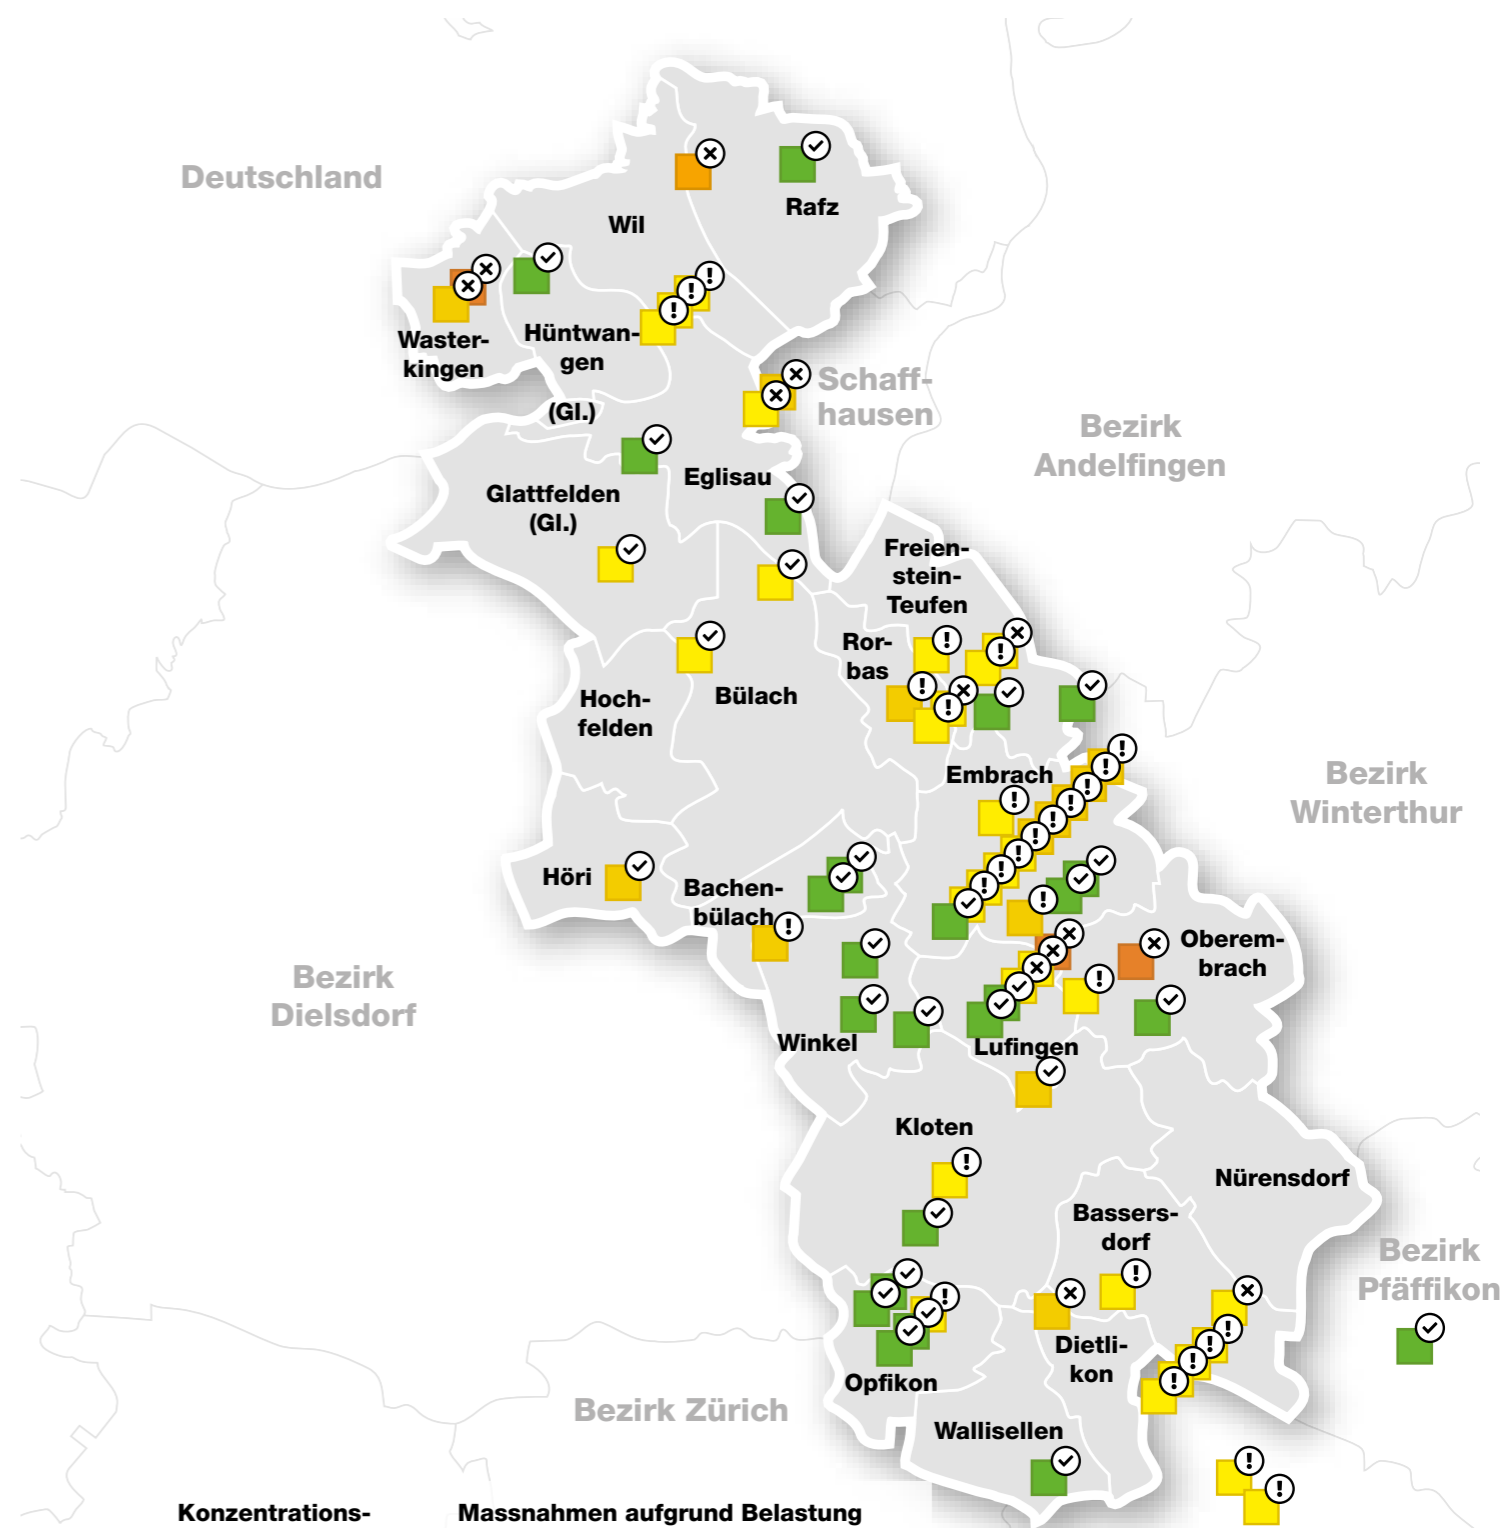 Deutschland
Rafz
Wil
Waster-
kingen
Hüntwan-
gen
(Gl.)
Schaff-
hausen
Bezirk
Andelfingen
Eglisau
Glattfelden
(Gl.)
Freien-
stein-
Teufen
Ror-
bas
Hoch-
felden
Bülach
Embrach
Bezirk
Winterthur
Höri
Bachen-
bülach
Oberem-
brach
Bezirk
Dielsdorf
Winkel
Lufingen
Kloten
Nürensdorf
Bassers-
dorf
Bezirk
Pfäffikon
Dietli-
kon
Opfikon
Bezirk Zürich
Wallisellen
Konzentrations-
Massnahmen aufgrund Belastung